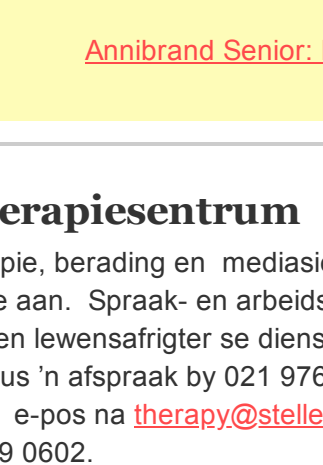 Annibrand Senior:
erapiesentrum
pie, berading en mediasie
e aan. Spraak- en arbeids
en lewensafrigter se diens
us 'n afspraak by 021 976
e-pos na therapy@stelle
9 0602.